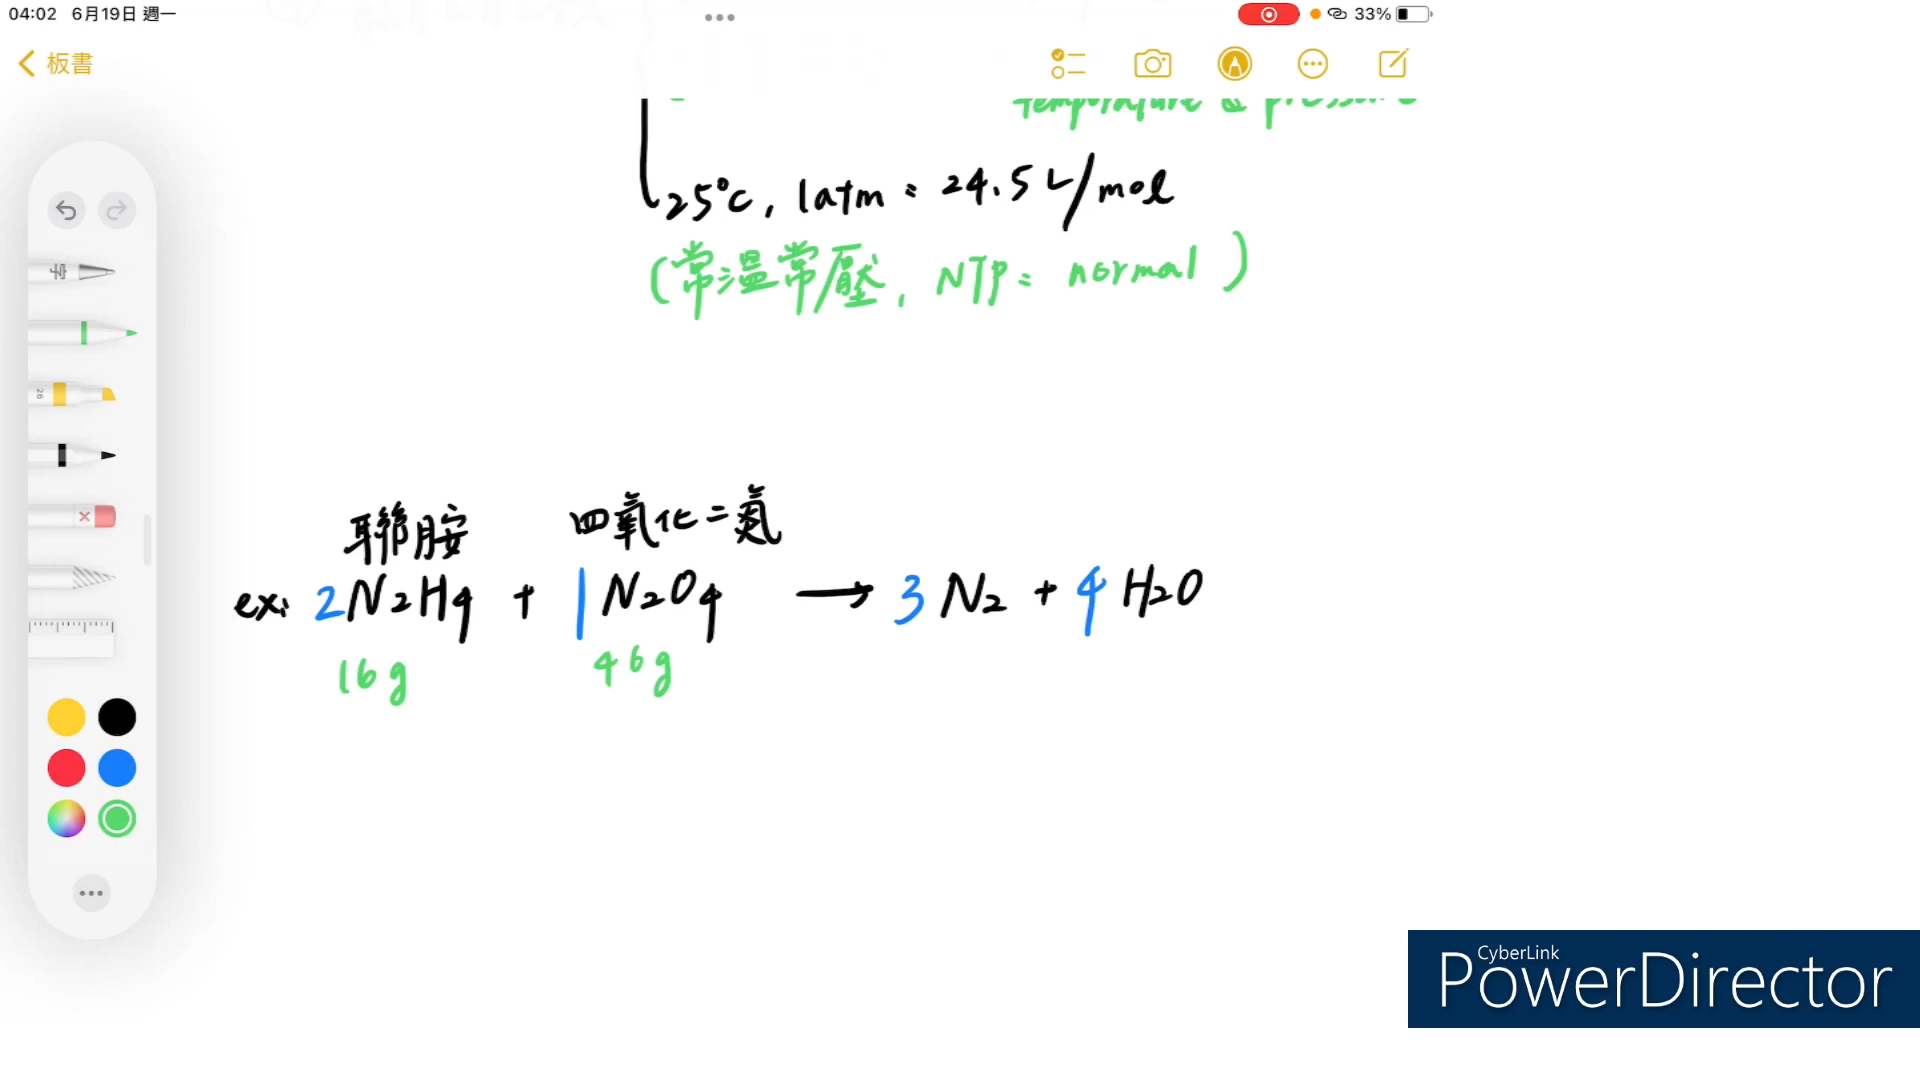 04:02 6月19日 週一
33%
板書
temperature & pressure
25°C, 1atm = 24.5 L/mol
(常溫常壓, NTP = normal)
聯胺 四氧化二氮
ex: 2N2H4 + 1N2O4 → 3N2 + 4H2O
16g 46g
CyberLink
PowerDirector